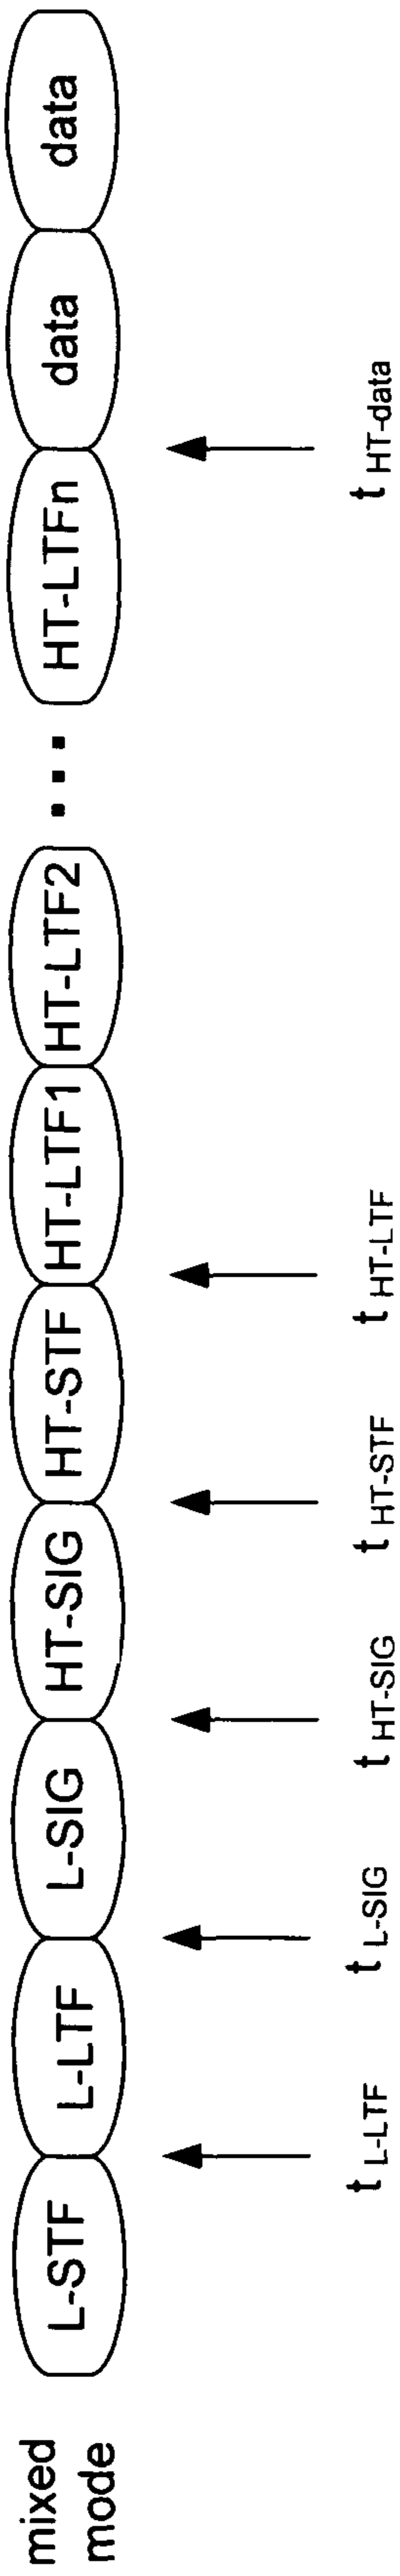 mixed
mode
L-STF L-LTF L-SIG HT-SIG HT-STF HT-LTF1 HT-LTF2 ... HT-LTFn data data
t L-LTF t L-SIG t HT-SIG t HT-STF t HT-LTF t HT-data